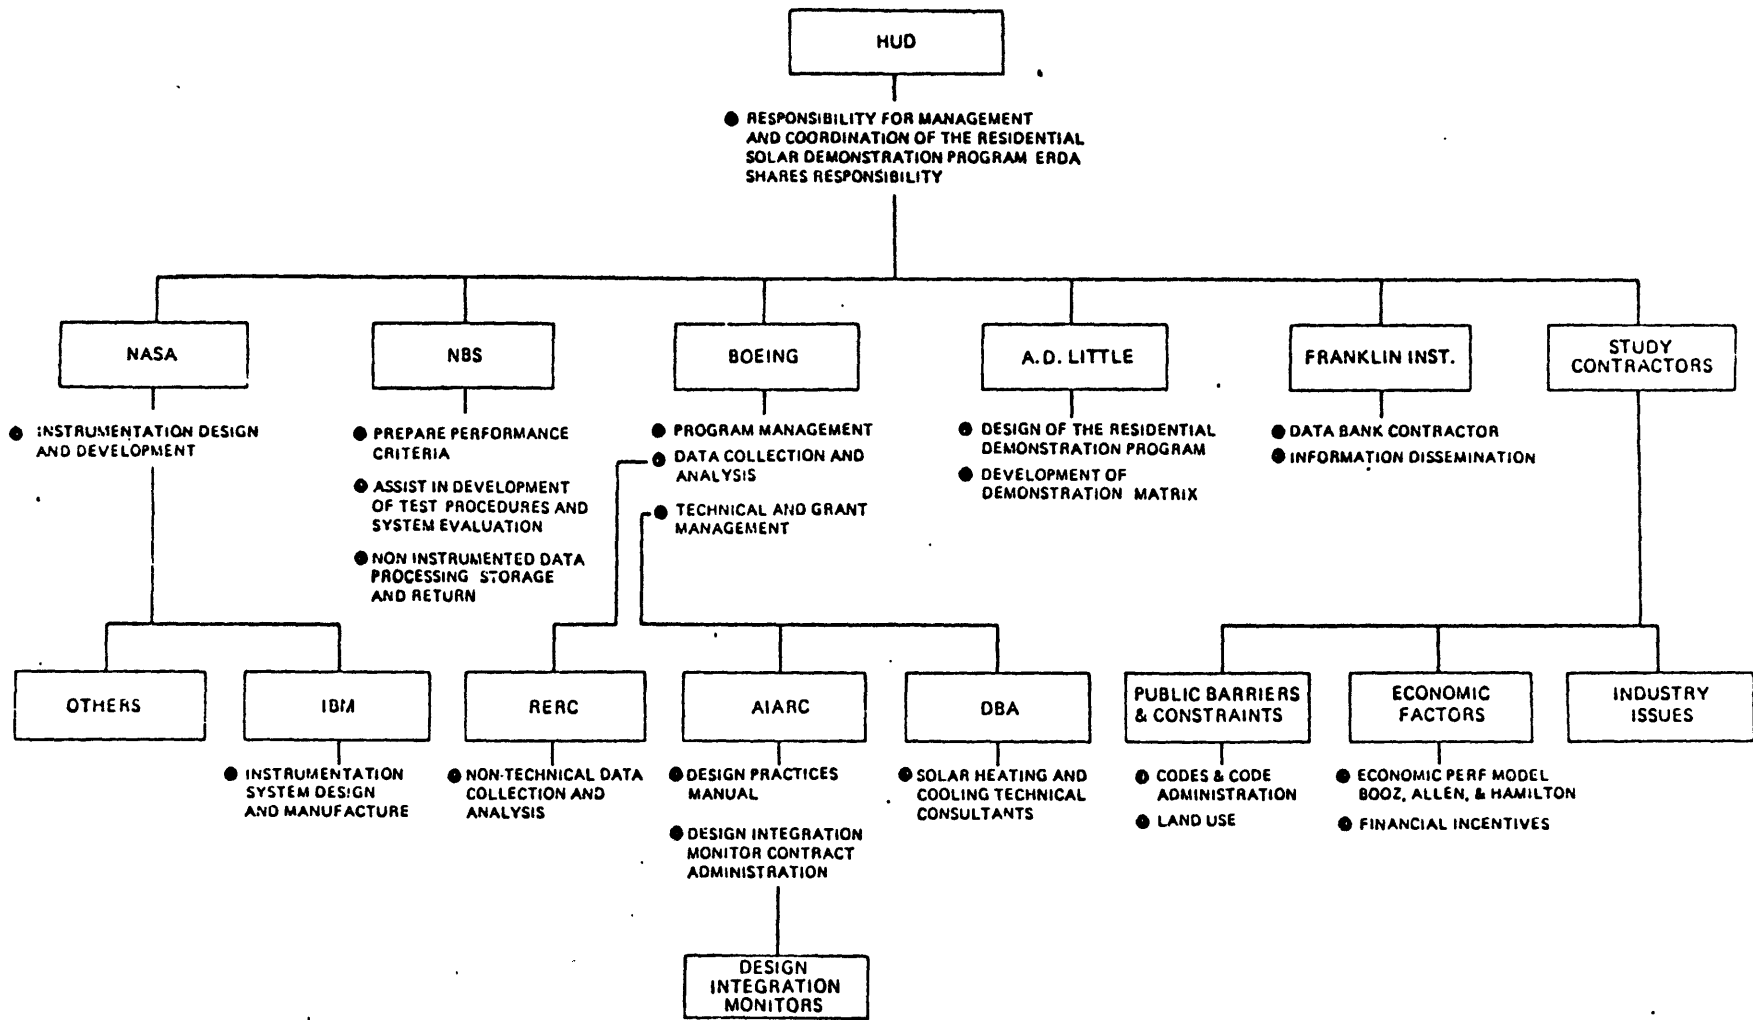 HUD
● RESPONSIBILITY FOR MANAGEMENT
AND COORDINATION OF THE RESIDENTIAL
SOLAR DEMONSTRATION PROGRAM ERDA
SHARES RESPONSIBILITY
NASA
● INSTRUMENTATION DESIGN
AND DEVELOPMENT
NBS
● PREPARE PERFORMANCE
CRITERIA
● ASSIST IN DEVELOPMENT
OF TEST PROCEDURES AND
SYSTEM EVALUATION
● NON INSTRUMENTED DATA
PROCESSING STORAGE
AND RETURN
BOEING
● PROGRAM MANAGEMENT
● DATA COLLECTION AND
ANALYSIS
● TECHNICAL AND GRANT
MANAGEMENT
A.D. LITTLE
● DESIGN OF THE RESIDENTIAL
DEMONSTRATION PROGRAM
● DEVELOPMENT OF
DEMONSTRATION MATRIX
FRANKLIN INST.
● DATA BANK CONTRACTOR
● INFORMATION DISSEMINATION
STUDY
CONTRACTORS
OTHERS
IBM
● INSTRUMENTATION
SYSTEM DESIGN
AND MANUFACTURE
RERC
● NON-TECHNICAL DATA
COLLECTION AND
ANALYSIS
AIARC
● DESIGN PRACTICES
MANUAL
● DESIGN INTEGRATION
MONITOR CONTRACT
ADMINISTRATION
DBA
● SOLAR HEATING AND
COOLING TECHNICAL
CONSULTANTS
PUBLIC BARRIERS
& CONSTRAINTS
● CODES & CODE
ADMINISTRATION
● LAND USE
ECONOMIC
FACTORS
● ECONOMIC PERF MODEL
BOOZ, ALLEN, & HAMILTON
● FINANCIAL INCENTIVES
INDUSTRY
ISSUES
DESIGN
INTEGRATION
MONITORS